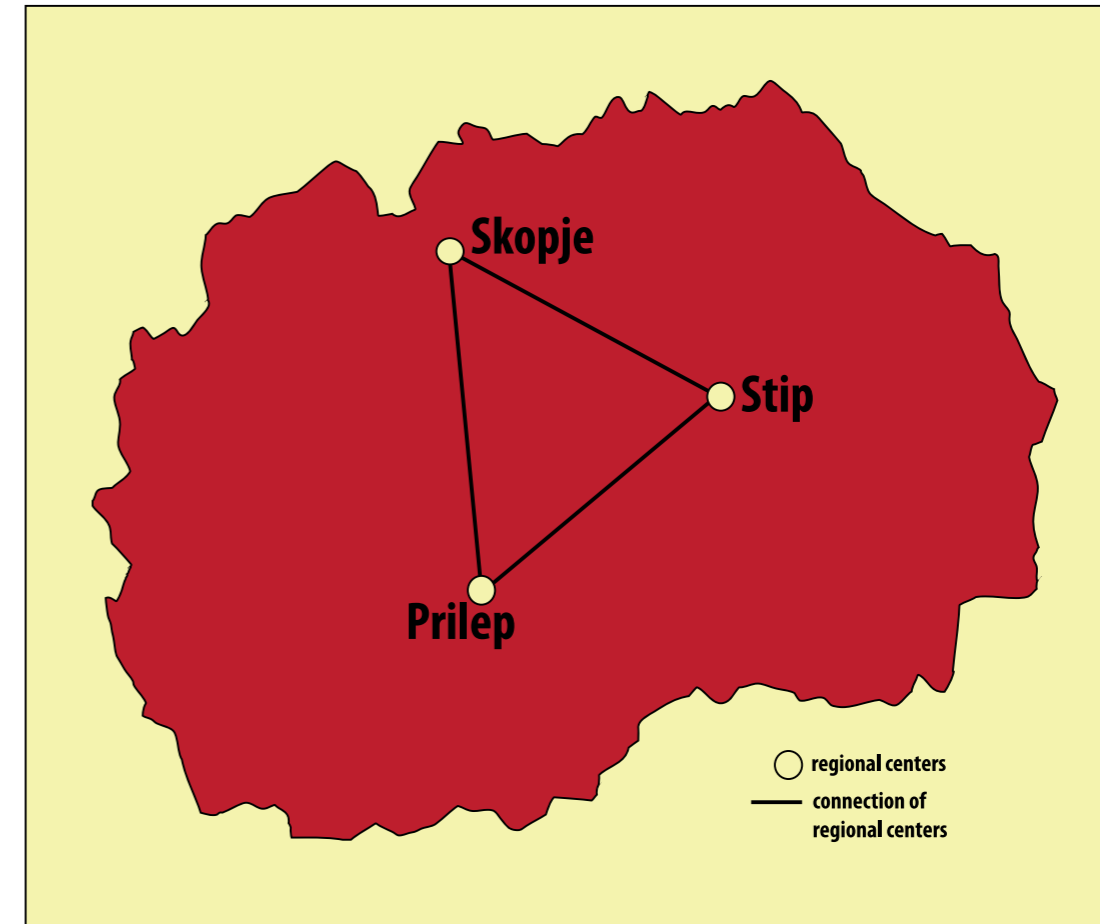 Skopje
Stip
Prilep
regional centers
connection of
regional centers